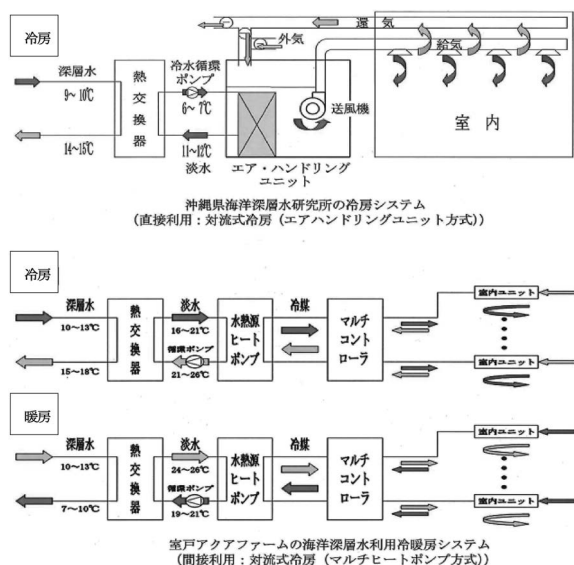 冷房
還 気
外気
給気
深層水
9~10℃
14~15℃
熱交換器
冷水循環
ポンプ
6~7℃
11~12℃
淡水
送風機
エア・ハンドリング
ユニット
室 内
沖縄県海洋深層水研究所の冷房システム
(直接利用:対流式冷房(エアハンドリングユニット方式))
冷房
深層水
10~13℃
15~18℃
熱交換器
淡水
16~21℃
循環ポンプ
21~26℃
水熱源
ヒート
ポンプ
冷媒
マルチ
コント
ローラ
室内ユニット
室内ユニット
暖房
深層水
10~13℃
7~10℃
熱交換器
淡水
24~26℃
循環ポンプ
19~21℃
水熱源
ヒート
ポンプ
冷媒
マルチ
コント
ローラ
室内ユニット
室内ユニット
室戸アクアファームの海洋深層水利用冷暖房システム
(間接利用:対流式冷房(マルチヒートポンプ方式))